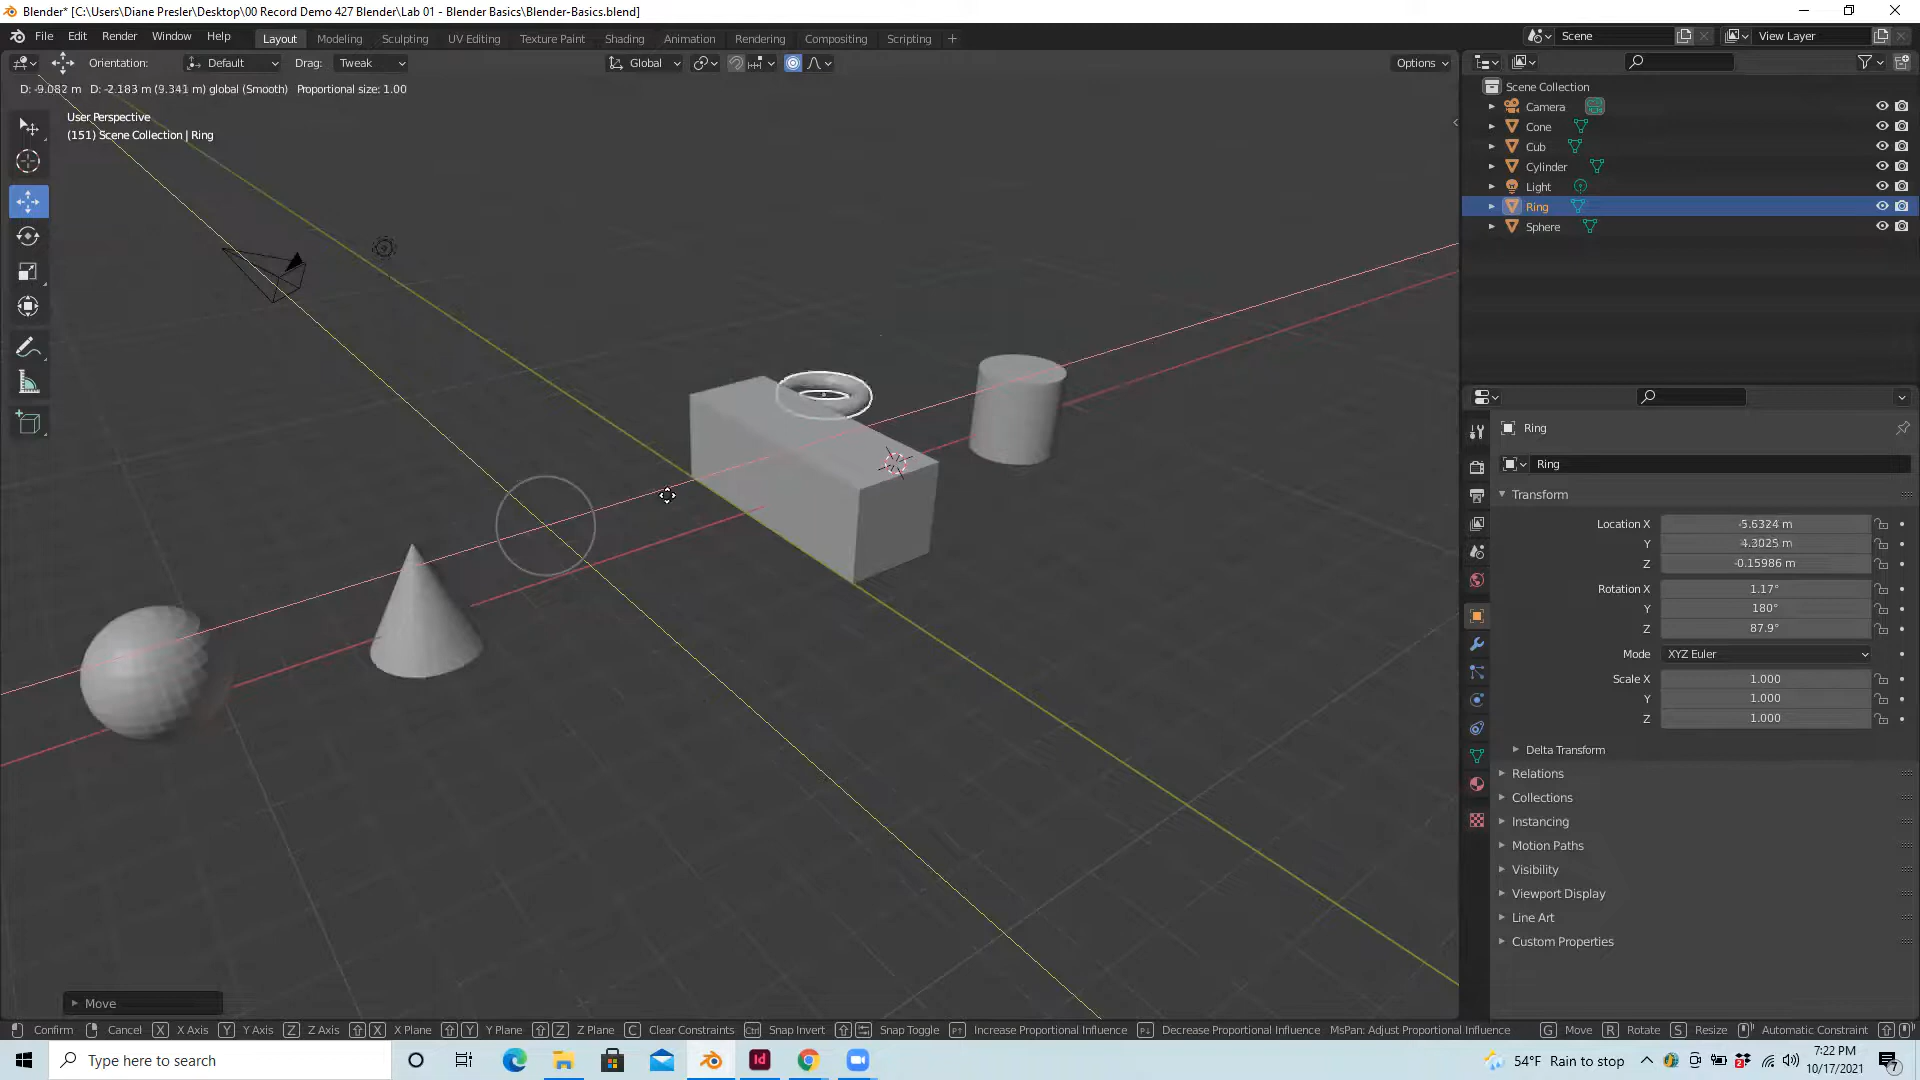 Blender* [C:\Users\Diane Presler\Desktop\00 Record Demo 427 Blender\Lab 01 - Blender Basics\Blender-Basics.blend]
File Edit Render Window Help Layout Modeling Sculpting UV Editing Texture Paint Shading Animation Rendering Compositing Scripting + Scene View Layer
Orientation: Default Drag: Tweak Global Options
D: -9.082 m D: -2.183 m (9.341 m) global (Smooth) Proportional size: 1.00
User Perspective
(151) Scene Collection | Ring
Scene Collection
Camera
Cone
Cub
Cylinder
Light
Ring
Sphere
Ring
Ring
Transform
Location X -5.6324 m
Y 4.3025 m
Z -0.15986 m
Rotation X 1.17°
Y 180°
Z 87.9°
Mode XYZ Euler
Scale X 1.000
Y 1.000
Z 1.000
Delta Transform
Relations
Collections
Instancing
Motion Paths
Visibility
Viewport Display
Line Art
Custom Properties
Move
Confirm Cancel X X Axis Y Y Axis Z Z Axis X X Plane Y Y Plane Z Z Plane C Clear Constraints Ctrl Snap Invert Snap Toggle Increase Proportional Influence Decrease Proportional Influence MsPan: Adjust Proportional Influence G Move R Rotate S Resize Automatic Constraint
Type here to search
Id
54°F Rain to stop
7:22 PM
10/17/2021
7